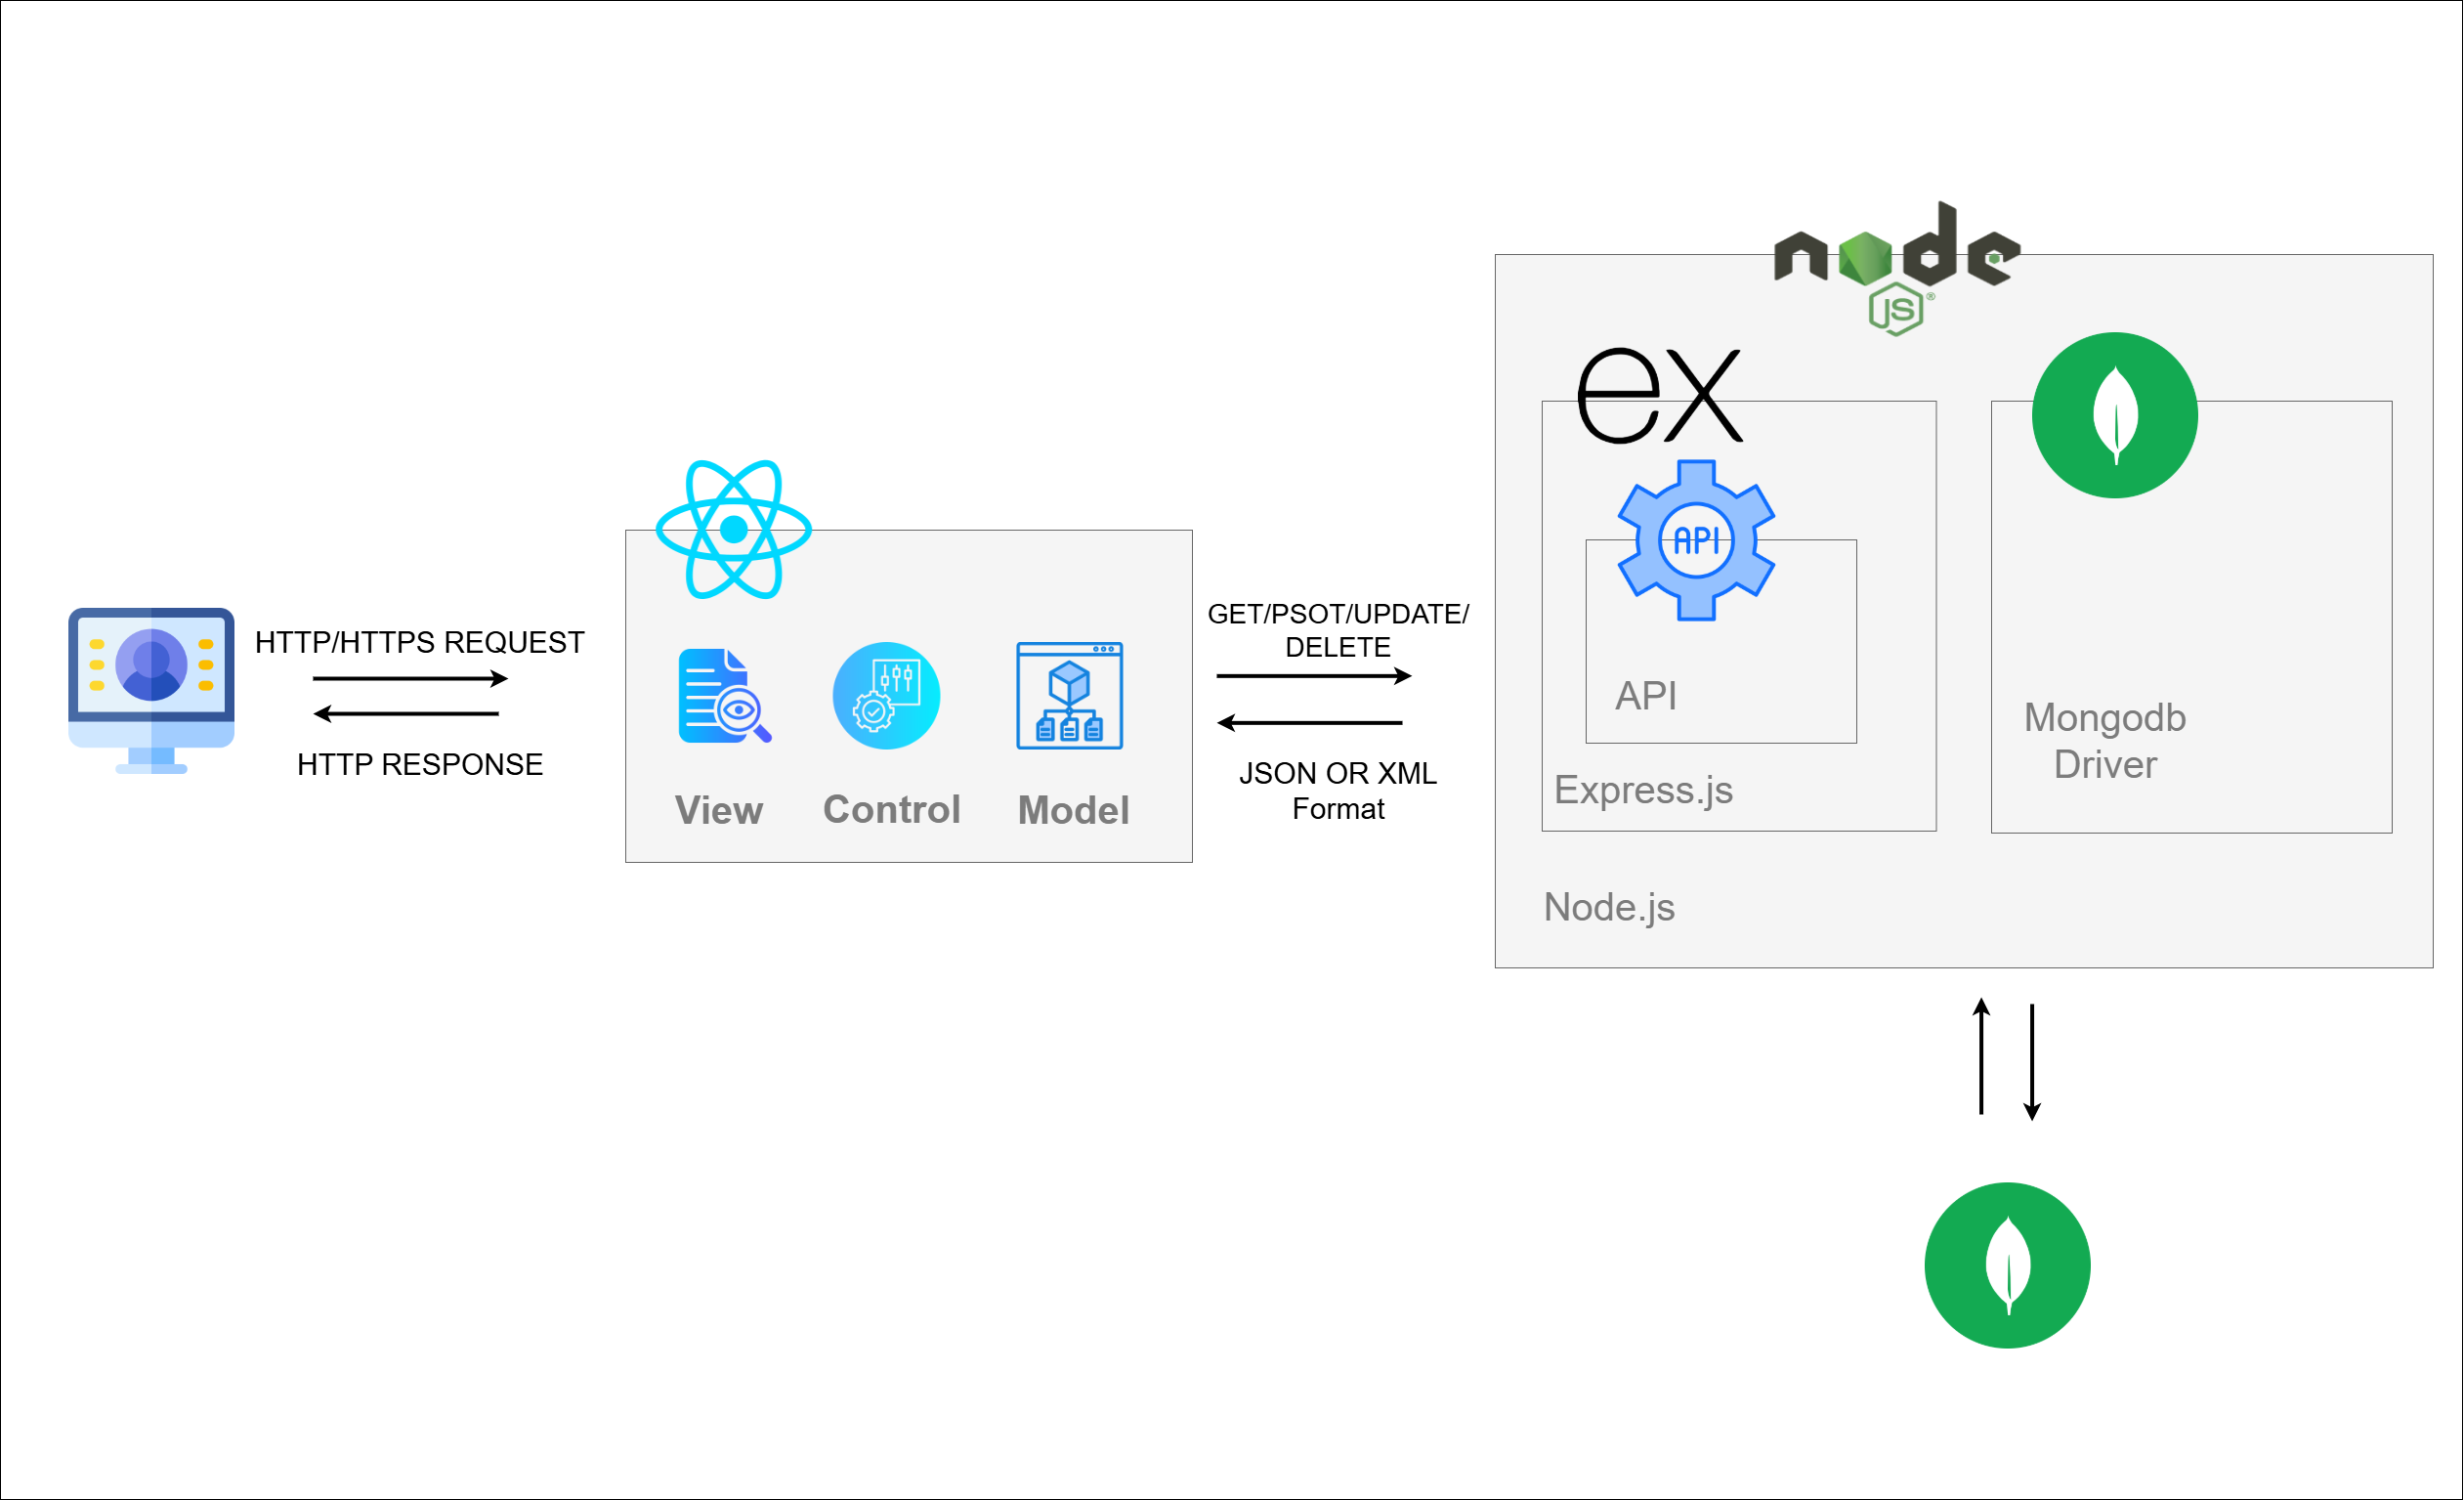 HTTP/HTTPS REQUEST
HTTP RESPONSE
View
Control
Model
GET/PSOT/UPDATE/
DELETE
JSON OR XML
Format
node
JS®
ex
API
API
Express.js
Node.js
Mongodb
Driver